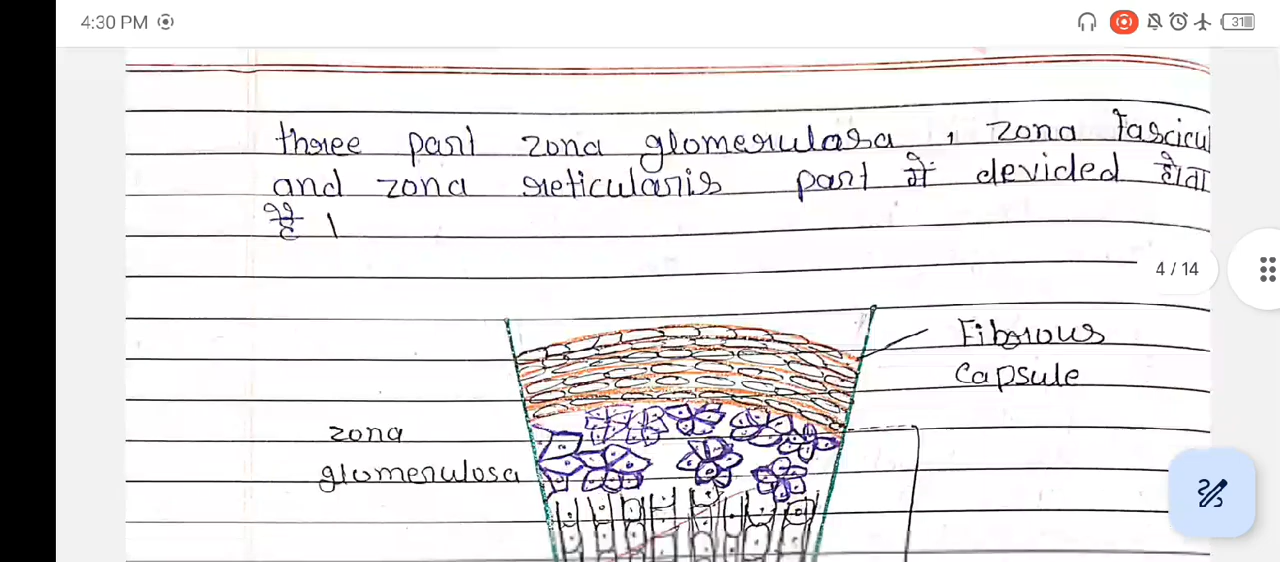 4:30 PM
31
three part zona glomerulosa , zona fascicul
and zona reticularis part में devided होता
है ।
4 / 14
Fibrous
capsule
zona
glomerulosa